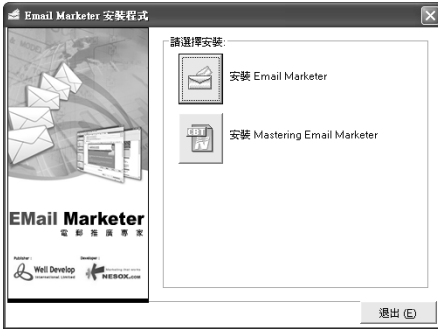 Email Marketer 安裝程式
請選擇安裝:
安裝 Email Marketer
安裝 Mastering Email Marketer
EMail Marketer
電郵推廣專家
Publisher :
Developer :
Well Develop
International Limited
NESOX.com
退出 (E)